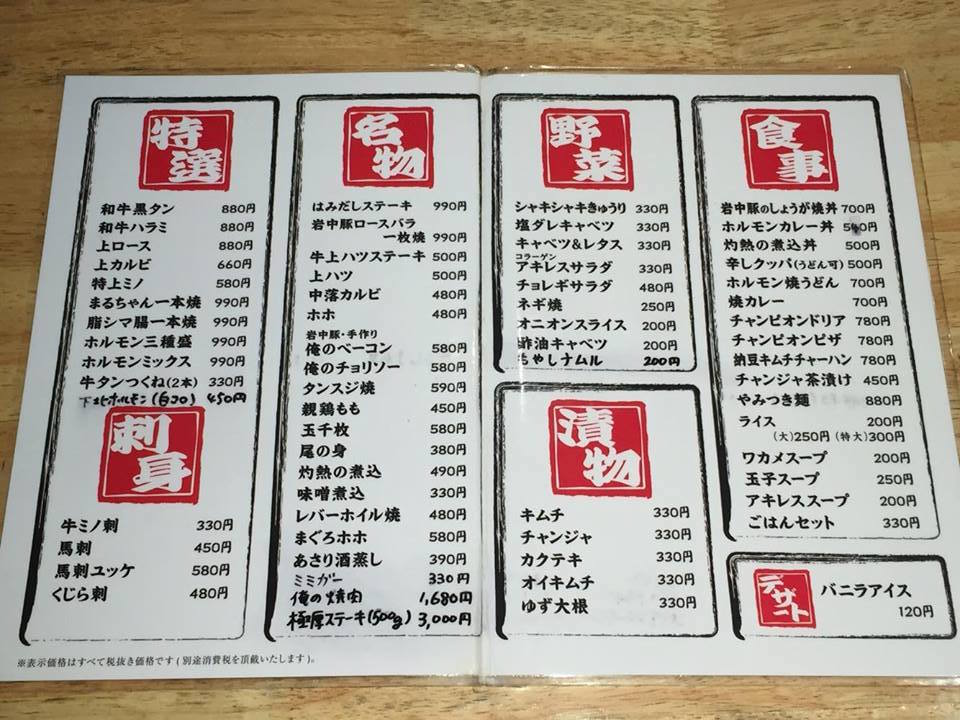 特選
和牛黒タン 880円
和牛ハラミ 880円
上ロース 880円
上カルビ 660円
特上ミノ 580円
まるちゃん一本焼 990円
脂シマ腸一本焼 990円
ホルモン三種盛 990円
ホルモンミックス 990円
牛タンつくね(2本) 330円
下北ホルモン(白コロ) 450円
刺身
牛ミノ刺 330円
馬刺 450円
馬刺ユッケ 580円
くじら刺 480円
名物
はみだしステーキ 990円
岩中豚ロースバラ
一枚焼 990円
牛上ハツステーキ 500円
上ハツ 500円
中落カルビ 480円
ホホ 480円
岩中豚・手作り
俺のベーコン 580円
俺のチョリソー 580円
タンスジ焼 590円
親鶏もも 450円
玉千枚 580円
尾の身 380円
灼熱の煮込 490円
味噌煮込 330円
レバーホイル焼 480円
まぐろホホ 580円
あさり酒蒸し 390円
ミミガー 330円
俺の焼肉 1,680円
極厚ステーキ(500g) 3,000円
野菜
シャキシャキきゅうり 330円
塩ダレキャベツ 330円
キャベツ&レタス 330円
コラーゲン
アキレスサラダ 330円
チョレギサラダ 480円
ネギ焼 250円
オニオンスライス 200円
酢油キャベツ 200円
もやしナムル 200円
漬物
キムチ 330円
チャンジャ 330円
カクテキ 330円
オイキムチ 330円
ゆず大根 330円
食事
岩中豚のしょうが焼丼 700円
ホルモンカレー丼 500円
灼熱の煮込丼 500円
辛しクッパ(うどん可) 500円
ホルモン焼うどん 700円
焼カレー 700円
チャンピオンドリア 780円
チャンピオンピザ 780円
納豆キムチチャーハン 780円
チャンジャ茶漬け 450円
やみつき麺 880円
ライス 200円
(大)250円 (特大)300円
ワカメスープ 200円
玉子スープ 250円
アキレススープ 200円
ごはんセット 330円
デザート
バニラアイス
120円
※表示価格はすべて税抜き価格です(別途消費税を頂戴いたします)。